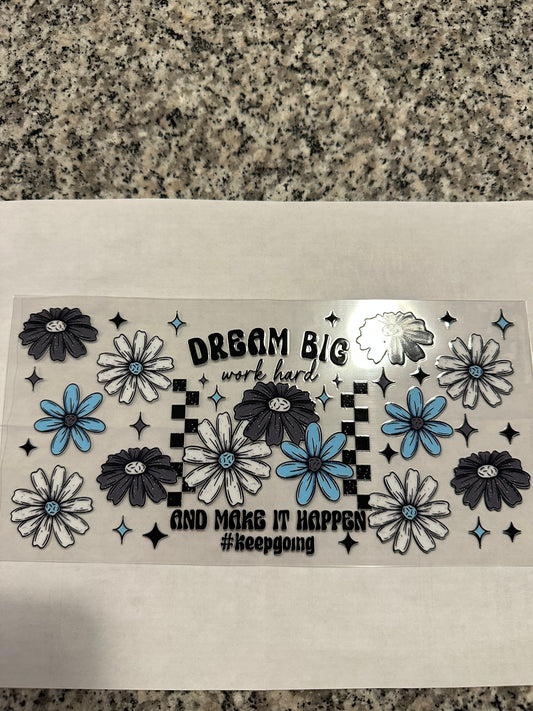 DREAM BIG
work hard
AND MAKE IT HAPPEN
#keepgoing